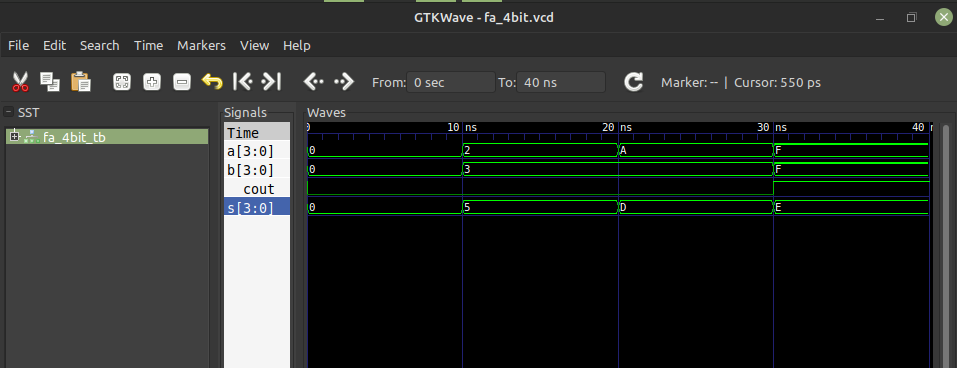 GTKWave - fa_4bit.vcd
File Edit Search Time Markers View Help
From: 0 sec To: 40 ns Marker: -- | Cursor: 550 ps
SST
fa_4bit_tb
Signals
Time
a[3:0]
b[3:0]
cout
s[3:0]
Waves
0 10 ns 20 ns 30 ns 40 n
0 2 A F
0 3 F
0 5 D E